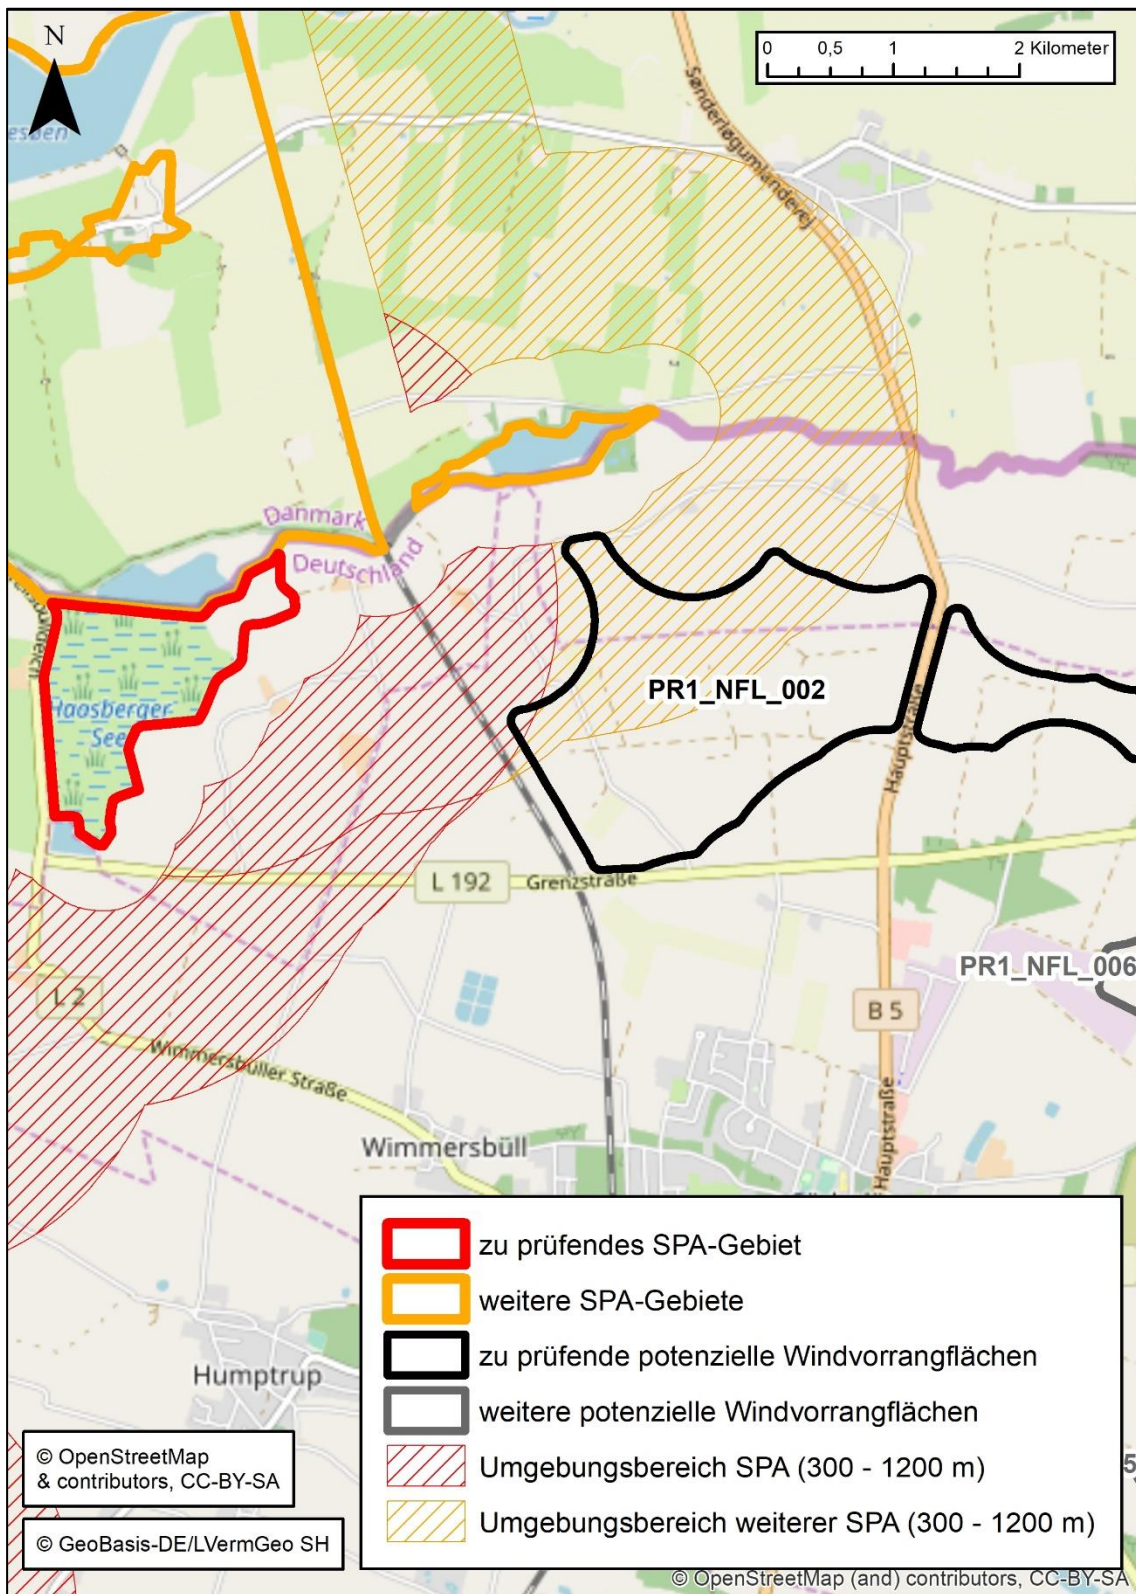 N
0 0,5 1 2 Kilometer
Sønderløgumlandevej
Danmark
Deutschland
Haasberger
See
PR1_NFL_002
Hauptstraße
L 192
Grenzstraße
PR1_NFL_006
L 2
B 5
Wimmersbüller Straße
Hauptstraße
Wimmersbüll
Humptrup
zu prüfendes SPA-Gebiet
weitere SPA-Gebiete
zu prüfende potenzielle Windvorrangflächen
weitere potenzielle Windvorrangflächen
Umgebungsbereich SPA (300 - 1200 m)
Umgebungsbereich weiterer SPA (300 - 1200 m)
© OpenStreetMap
& contributors, CC-BY-SA
© GeoBasis-DE/LVermGeo SH
© OpenStreetMap (and) contributors, CC-BY-SA